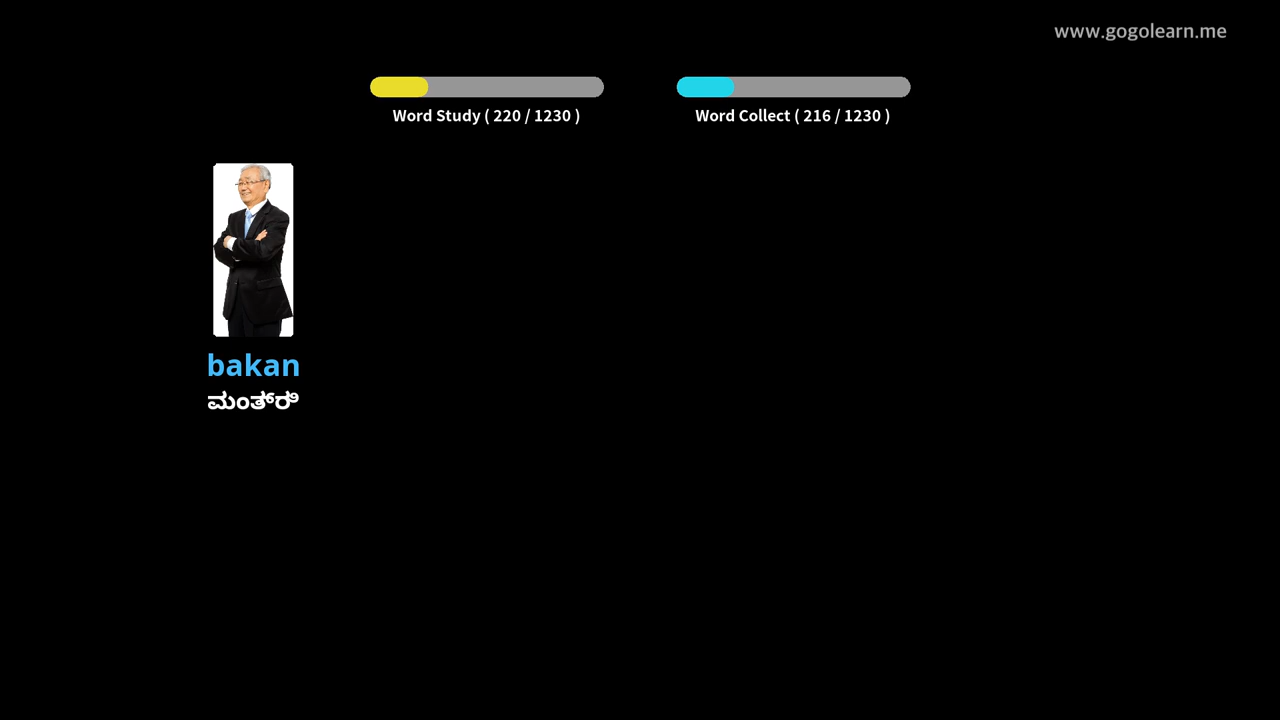 www.gogolearn.me
Word Study ( 220 / 1230 )
Word Collect ( 216 / 1230 )
bakan
ಮಂತ್‌ರಿ